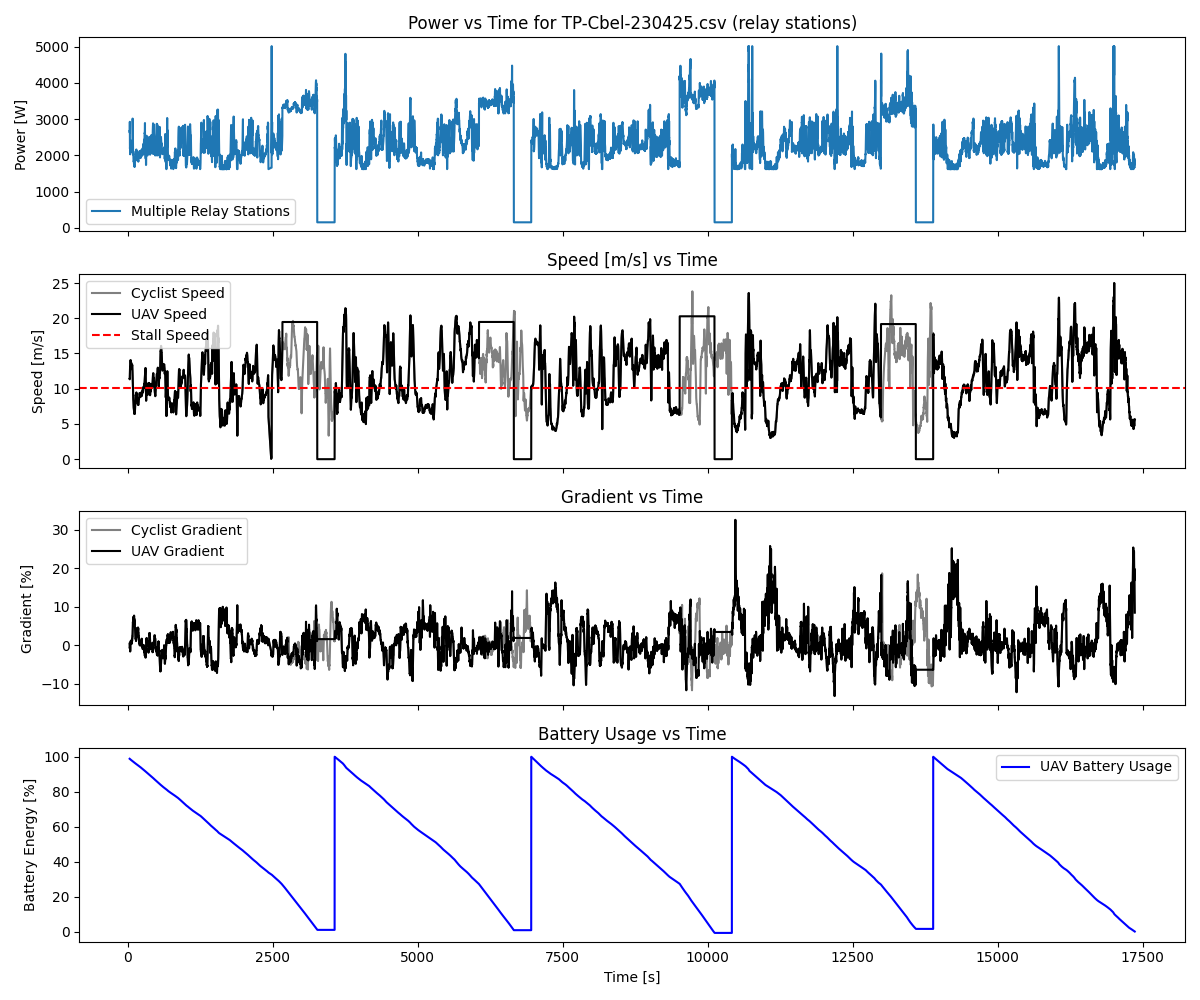 Power vs Time for TP-Cbel-230425.csv (relay stations)
5000
4000
3000
2000
1000
0
Power [W]
Multiple Relay Stations
Speed [m/s] vs Time
25
20
15
10
5
0
Speed [m/s]
Cyclist Speed
UAV Speed
Stall Speed
Gradient vs Time
30
20
10
0
−10
Gradient [%]
Cyclist Gradient
UAV Gradient
Battery Usage vs Time
100
80
60
40
20
0
Battery Energy [%]
UAV Battery Usage
0 2500 5000 7500 10000 12500 15000 17500
Time [s]